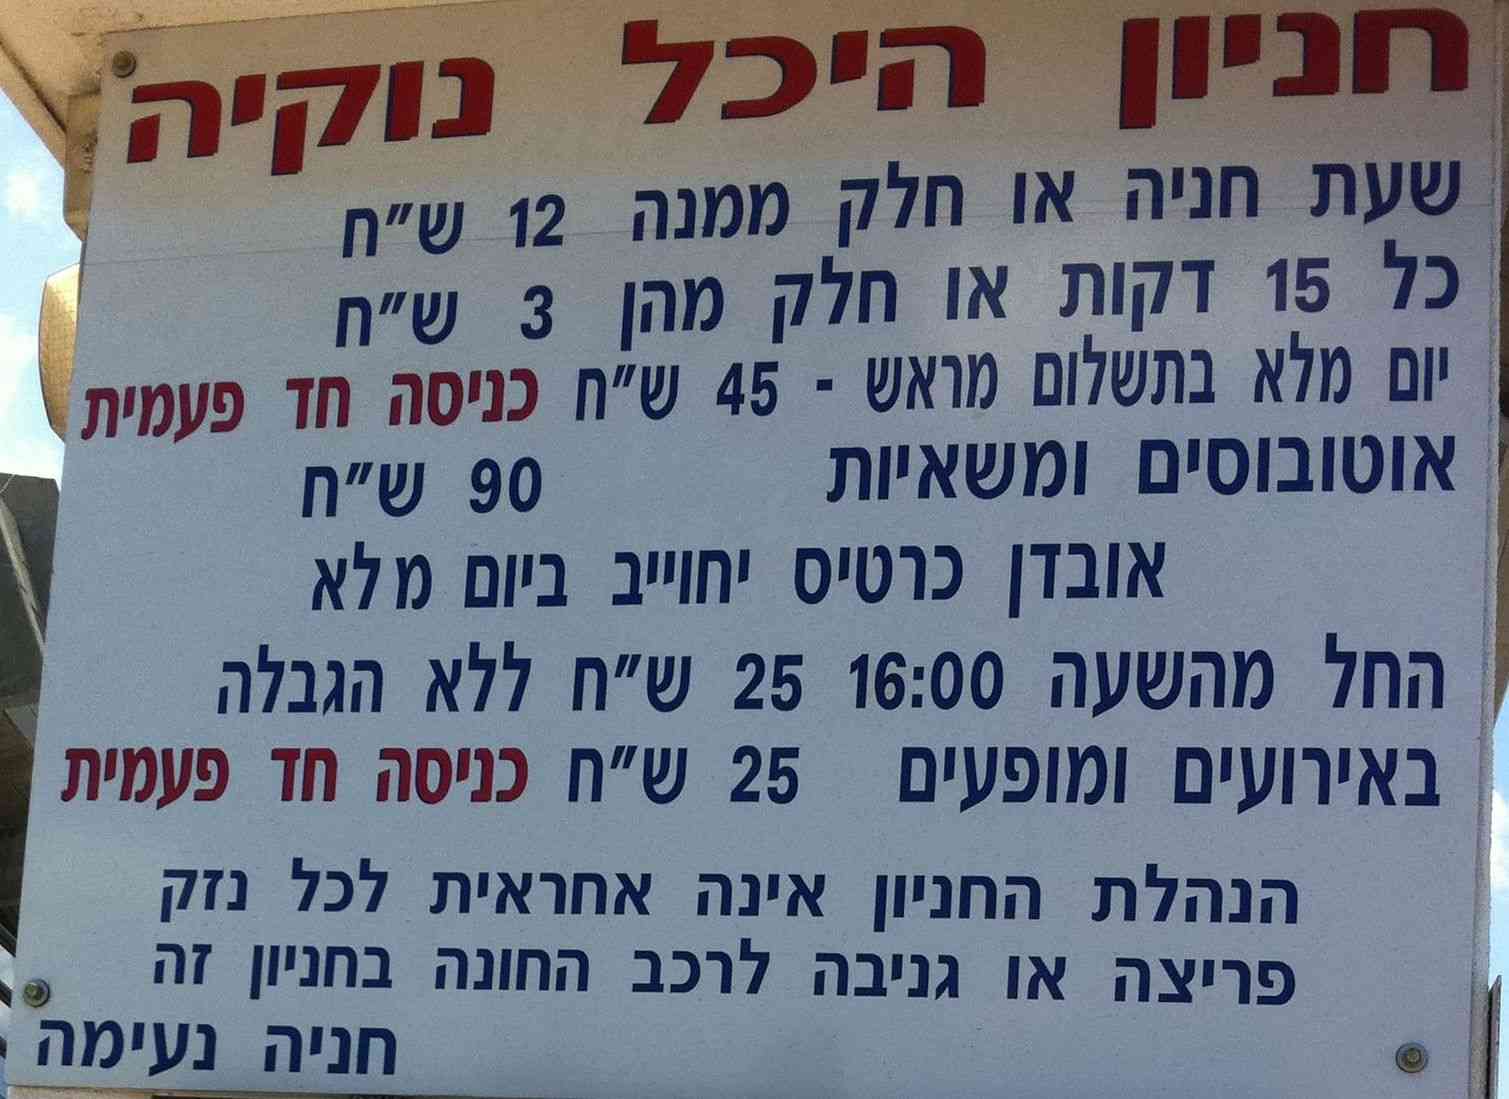 חניון היכל נוקיה
שעת חניה או חלק ממנה 12 ש"ח
כל 15 דקות או חלק מהן 3 ש"ח
יום מלא בתשלום מראש - 45 ש"ח כניסה חד פעמית
אוטובוסים ומשאיות 90 ש"ח
אובדן כרטיס יחוייב ביום מלא
החל מהשעה 16:00 25 ש"ח ללא הגבלה
באירועים ומופעים 25 ש"ח כניסה חד פעמית
הנהלת החניון אינה אחראית לכל נזק
פריצה או גניבה לרכב החונה בחניון זה
חניה נעימה